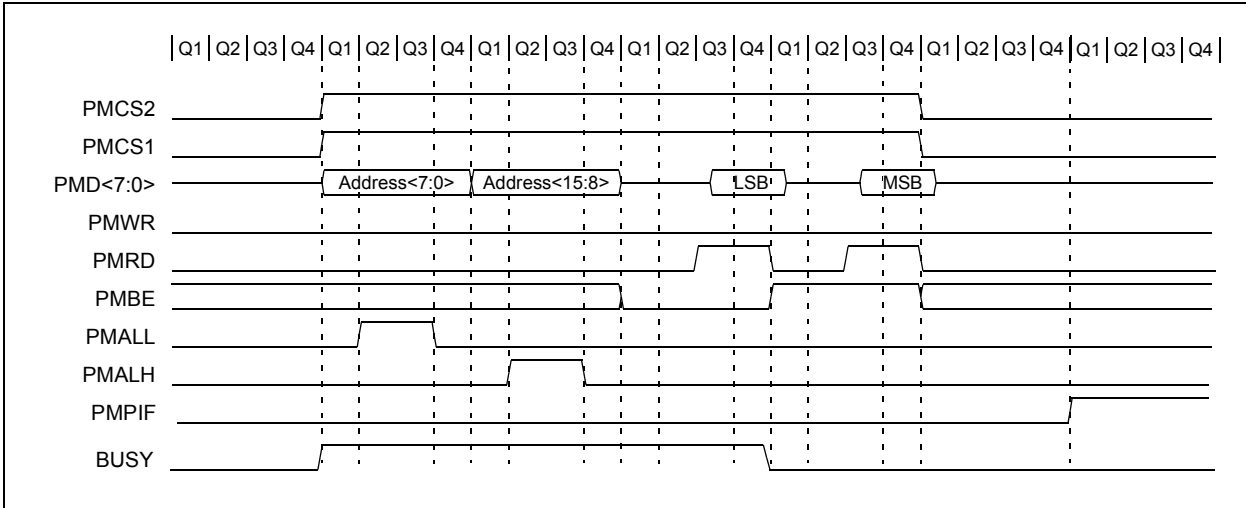 Q1 Q2 Q3 Q4 Q1 Q2 Q3 Q4 Q1 Q2 Q3 Q4 Q1 Q2 Q3 Q4 Q1 Q2 Q3 Q4 Q1 Q2 Q3 Q4 Q1 Q2 Q3 Q4
PMCS2
PMCS1
PMD<7:0> Address<7:0> Address<15:8> LSB MSB
PMWR
PMRD
PMBE
PMALL
PMALH
PMPIF
BUSY